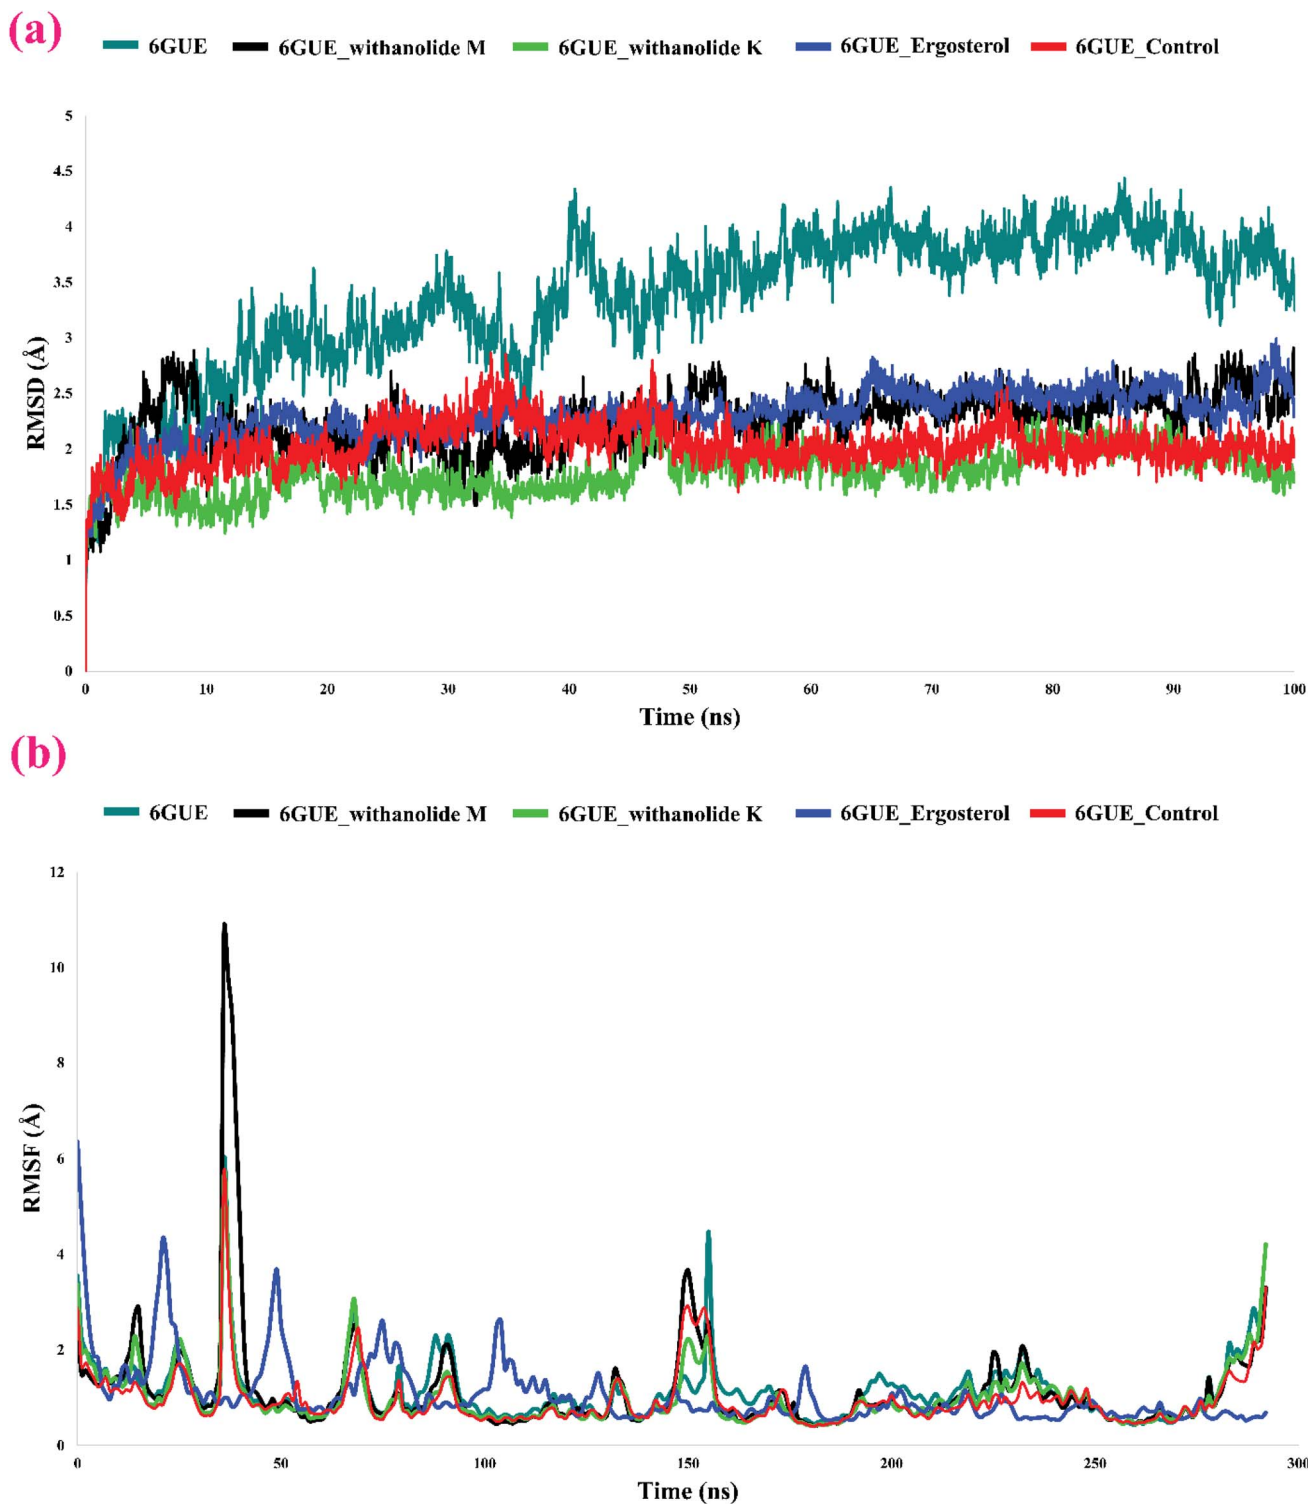 (a)
6GUE 6GUE_withanolide M 6GUE_withanolide K 6GUE_Ergosterol 6GUE_Control
5
4.5
4
3.5
3
2.5
2
1.5
1
0.5
0
RMSD (Å)
0 10 20 30 40 50 60 70 80 90 100
Time (ns)
(b)
6GUE 6GUE_withanolide M 6GUE_withanolide K 6GUE_Ergosterol 6GUE_Control
12
10
8
6
4
2
0
RMSF (Å)
0 50 100 150 200 250 300
Time (ns)